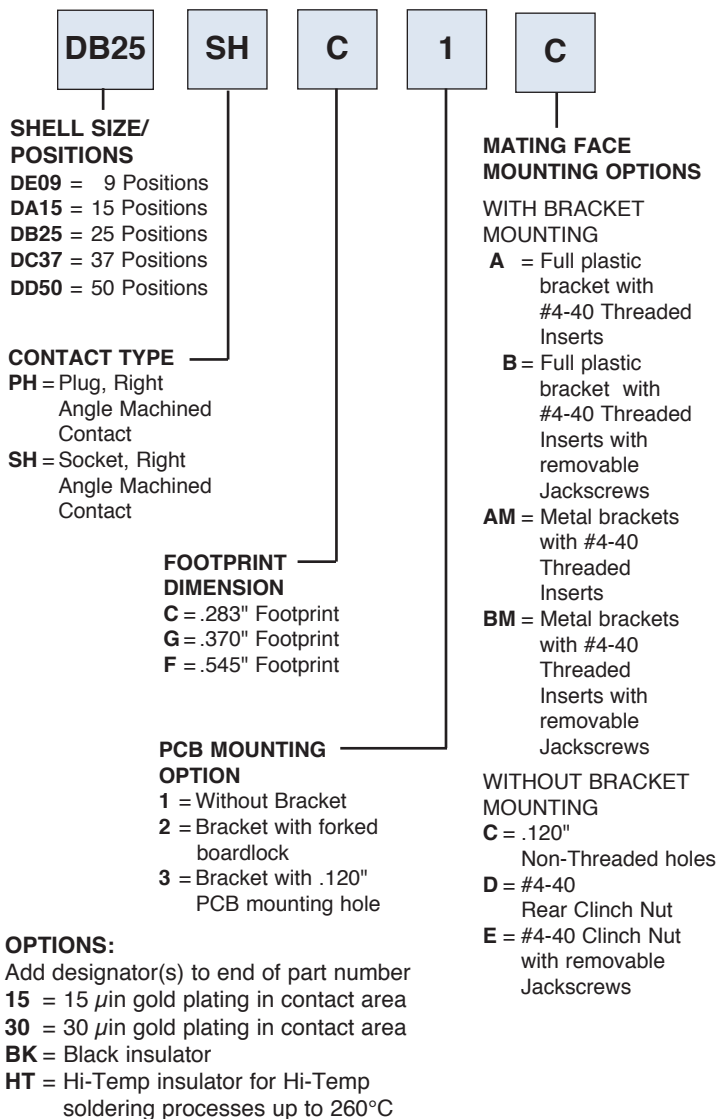 DB25 SH C 1 C
SHELL SIZE/
POSITIONS
DE09 = 9 Positions
DA15 = 15 Positions
DB25 = 25 Positions
DC37 = 37 Positions
DD50 = 50 Positions
CONTACT TYPE
PH = Plug, Right
Angle Machined
Contact
SH = Socket, Right
Angle Machined
Contact
FOOTPRINT
DIMENSION
C = .283" Footprint
G = .370" Footprint
F = .545" Footprint
PCB MOUNTING
OPTION
1 = Without Bracket
2 = Bracket with forked
boardlock
3 = Bracket with .120"
PCB mounting hole
MATING FACE
MOUNTING OPTIONS
WITH BRACKET
MOUNTING
A = Full plastic
bracket with
#4-40 Threaded
Inserts
B = Full plastic
bracket with
#4-40 Threaded
Inserts with
removable
Jackscrews
AM = Metal brackets
with #4-40
Threaded
Inserts
BM = Metal brackets
with #4-40
Threaded
Inserts with
removable
Jackscrews
WITHOUT BRACKET
MOUNTING
C = .120"
Non-Threaded holes
D = #4-40
Rear Clinch Nut
E = #4-40 Clinch Nut
with removable
Jackscrews
OPTIONS:
Add designator(s) to end of part number
15 = 15 μin gold plating in contact area
30 = 30 μin gold plating in contact area
BK = Black insulator
HT = Hi-Temp insulator for Hi-Temp
soldering processes up to 260°C